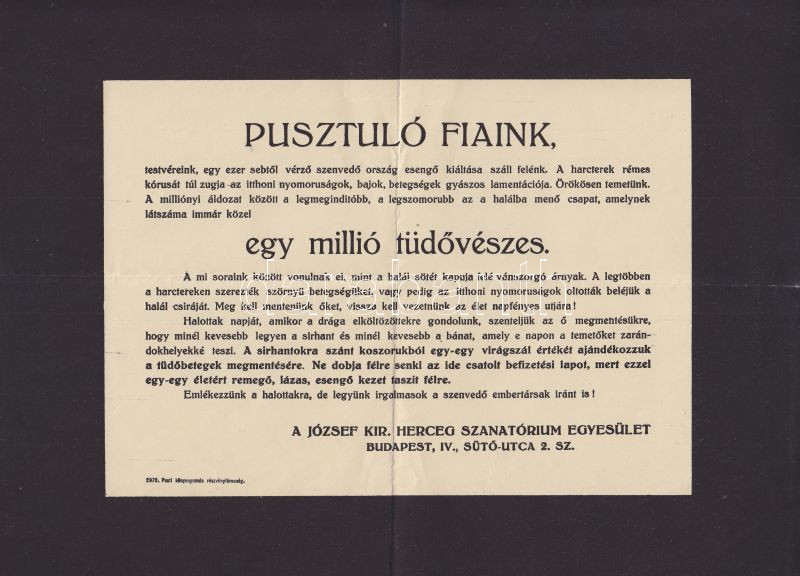 PUSZTULÓ FIAINK,
testvéreink, egy ezer sebtől vérző szenvedő ország esengő kiáltása száll felénk. A harcterek rémes
kórusát túl zugja az itthoni nyomoruságok, bajok, betegségek gyászos lamentációja. Örökösen temetünk.
A milliónyi áldozat között a legmeginditóbb, a legszomorubb az a halálba menő csapat, amelynek
látszáma immár közel
egy millió tüdővészes.
A mi soraink között vonulnak el, mint a halál sötét kapuja felé vánszorgó árnyak. A legtöbben
a harctereken szerezték szörnyű betegségüket, vagy pedig az itthoni nyomoruságok oltották beléjük a
halál csiráját. Meg kell mentenünk őket, vissza kell vezetnünk az élet napfényes utjára!
Halottak napját, amikor a drága elköltözöttekre gondolunk, szenteljük az ő megmentésükre,
hogy minél kevesebb legyen a sirhant és minél kevesebb a bánat, amely e napon a temetőket zarán-
dokhelyekké teszi. A sirhantokra szánt koszorukból egy-egy virágszál értékét ajándékozzuk
a tüdőbetegek megmentésére. Ne dobja félre senki az ide csatolt befizetési lapot, mert ezzel
egy-egy életért remegő, lázas, esengő kezet taszit félre.
Emlékezzünk a halottakra, de legyünk irgalmasok a szenvedő embertársak iránt is!
A JÓZSEF KIR. HERCEG SZANATÓRIUM EGYESÜLET
BUDAPEST, IV., SÜTŐ-UTCA 2. SZ.
2976. Pesti könyvnyomda részvénytársaság.